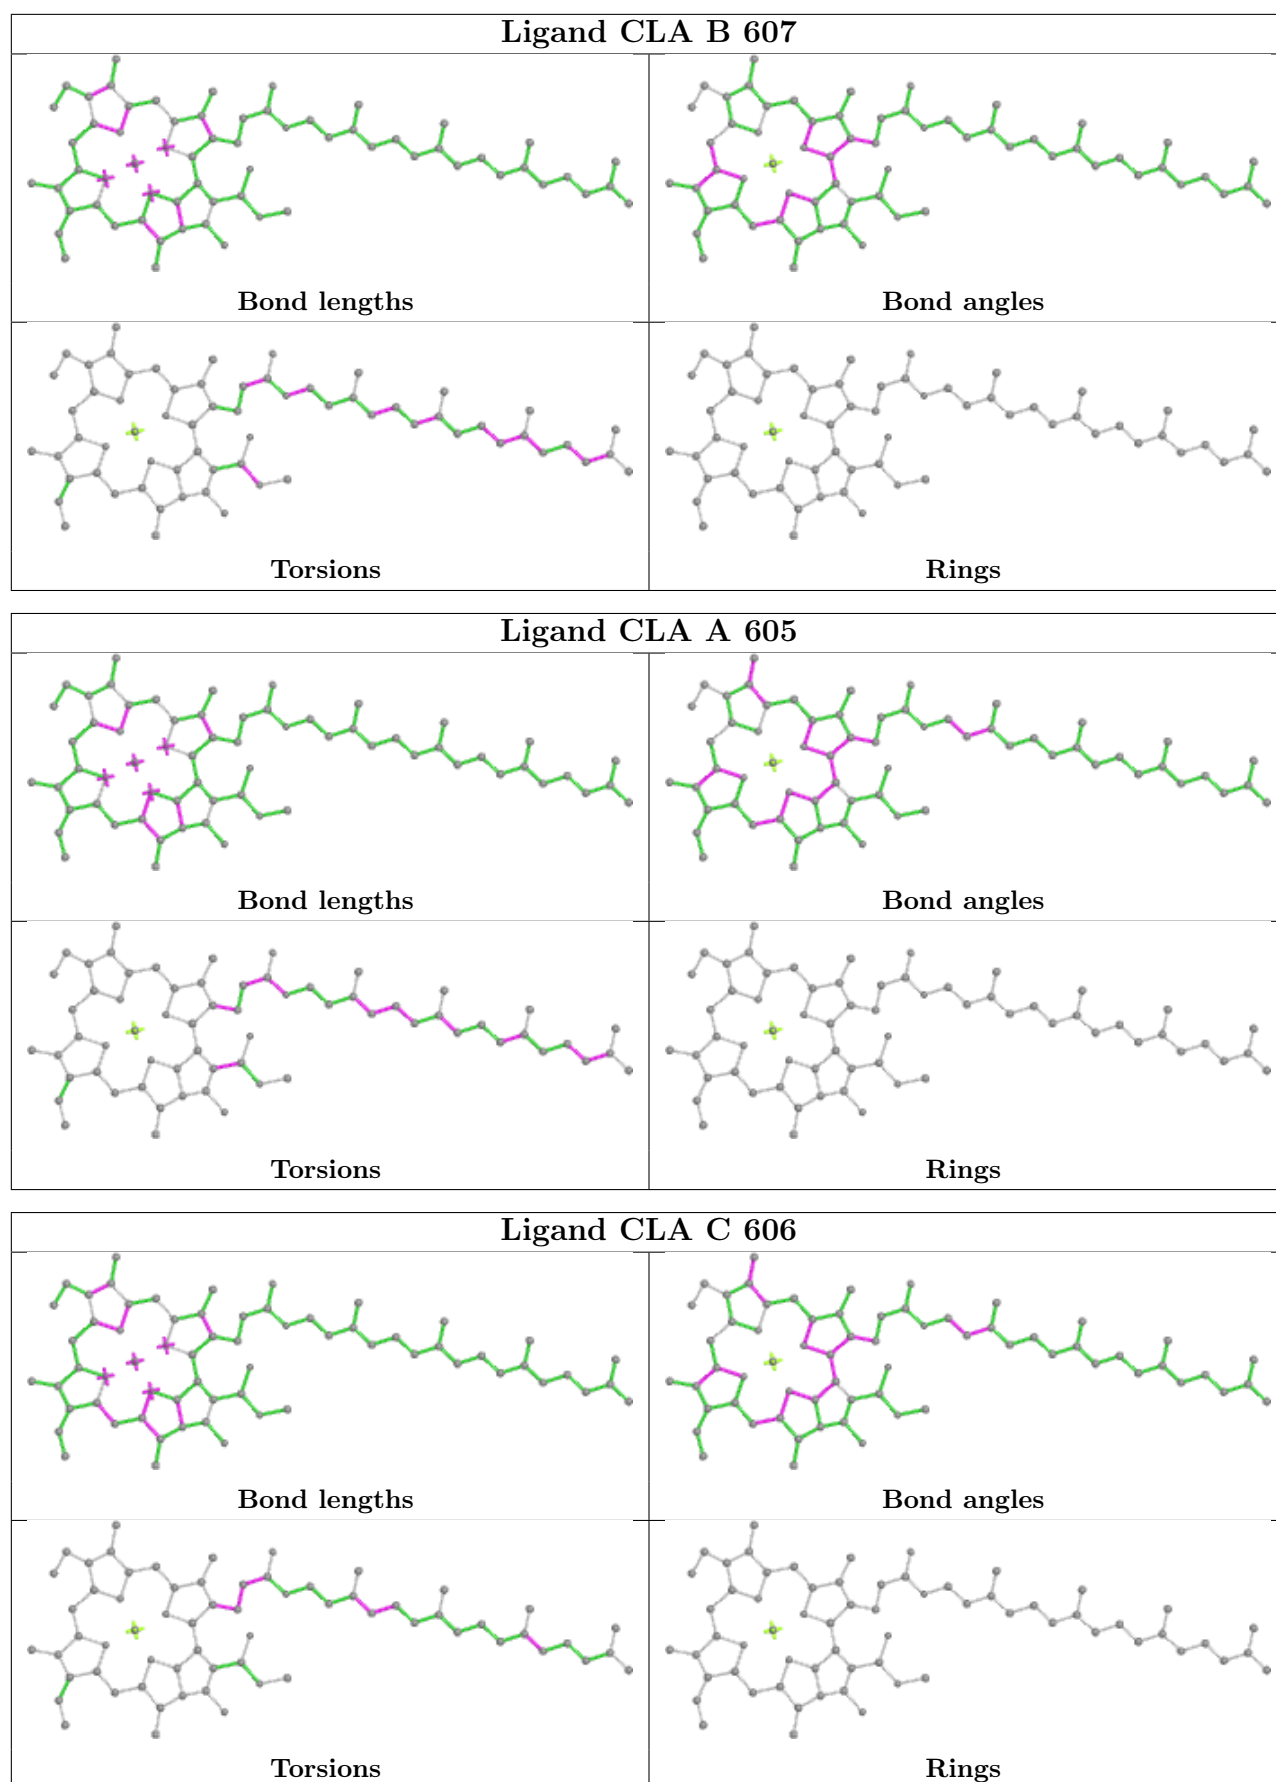 Ligand CLA B 607
Bond lengths
Bond angles
Torsions
Rings
Ligand CLA A 605
Bond lengths
Bond angles
Torsions
Rings
Ligand CLA C 606
Bond lengths
Bond angles
Torsions
Rings